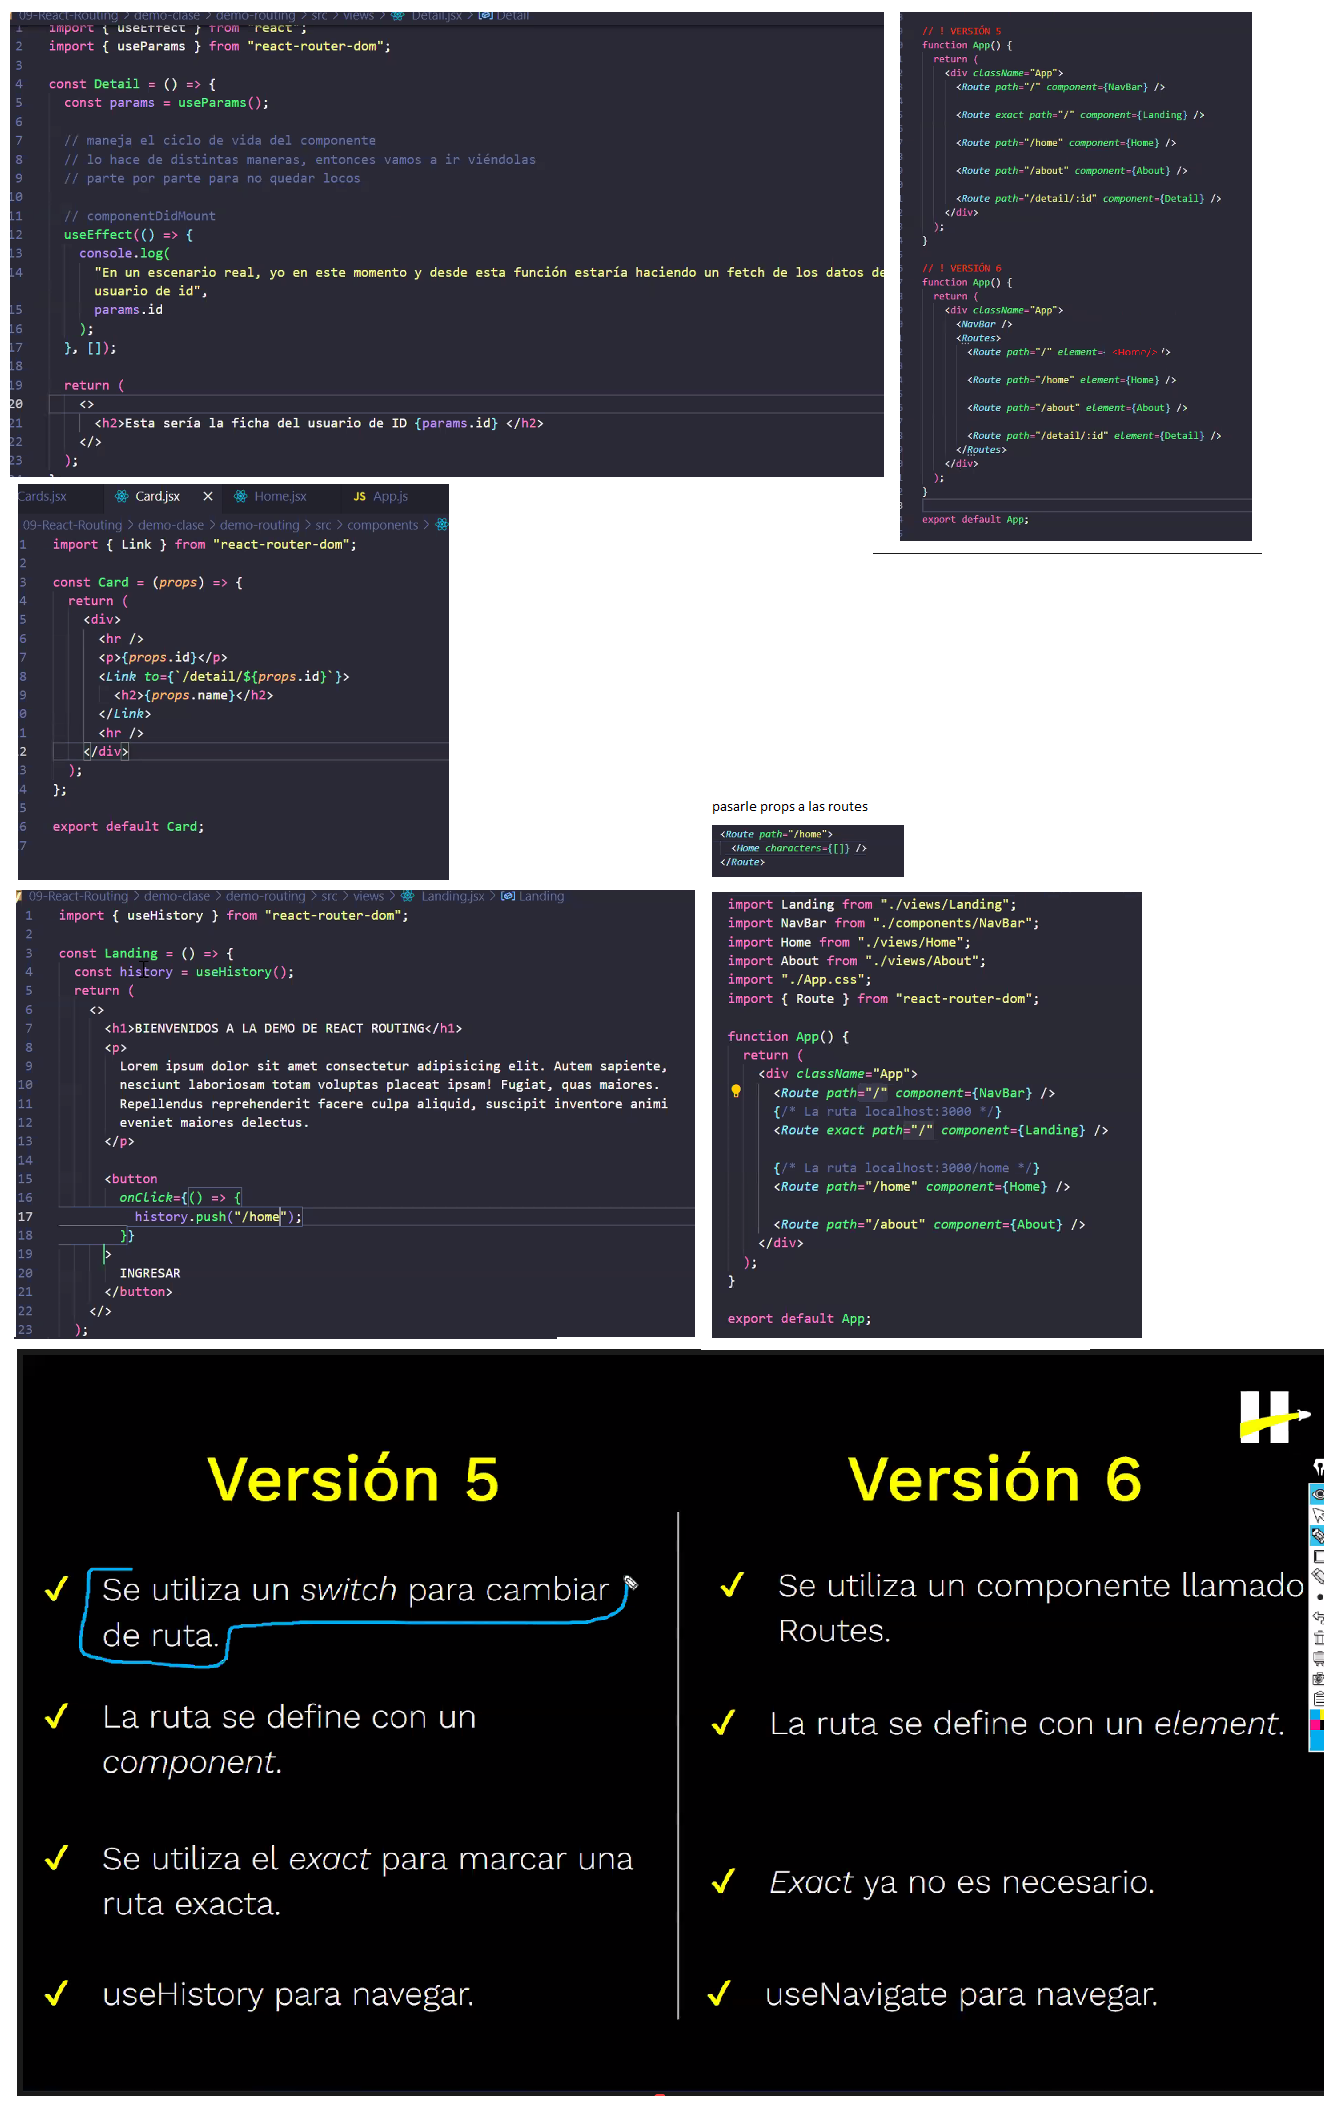 09-React-Routing > demo-clase > demo-routing > src > views > Detail.jsx > Detail
1 import { useEffect } from "react";
2 import { useParams } from "react-router-dom";
3
4 const Detail = () => {
5 const params = useParams();
6
7 // maneja el ciclo de vida del componente
8 // lo hace de distintas maneras, entonces vamos a ir viéndolas
9 // parte por parte para no quedar locos
10
11 // componentDidMount
12 useEffect(() => {
13 console.log(
14 "En un escenario real, yo en este momento y desde esta función estaría haciendo un fetch de los datos de
usuario de id",
15 params.id
16 );
17 }, []);
18
19 return (
20 <>
21 <h2>Esta sería la ficha del usuario de ID {params.id} </h2>
22 </>
23 );
// ! VERSIÓN 5
function App() {
return (
<div className="App">
<Route path="/" component={NavBar} />
<Route exact path="/" component={Landing} />
<Route path="/home" component={Home} />
<Route path="/about" component={About} />
<Route path="/detail/:id" component={Detail} />
</div>
);
}
// ! VERSIÓN 6
function App() {
return (
<div className="App">
<NavBar />
<Routes>
<Route path="/" element= <Home/> />
<Route path="/home" element={Home} />
<Route path="/about" element={About} />
<Route path="/detail/:id" element={Detail} />
</Routes>
</div>
);
}
export default App;
Cards.jsx Card.jsx X Home.jsx JS App.js
09-React-Routing > demo-clase > demo-routing > src > components >
1 import { Link } from "react-router-dom";
2
3 const Card = (props) => {
4 return (
5 <div>
6 <hr />
7 <p>{props.id}</p>
8 <Link to={`/detail/${props.id}`}>
9 <h2>{props.name}</h2>
0 </Link>
1 <hr />
2 </div>
3 );
4 };
5
6 export default Card;
7
pasarle props a las routes
<Route path="/home">
<Home characters={[]} />
</Route>
09-React-Routing > demo-clase > demo-routing > src > views > Landing.jsx > Landing
1 import { useHistory } from "react-router-dom";
2
3 const Landing = () => {
4 const history = useHistory();
5 return (
6 <>
7 <h1>BIENVENIDOS A LA DEMO DE REACT ROUTING</h1>
8 <p>
9 Lorem ipsum dolor sit amet consectetur adipisicing elit. Autem sapiente,
10 nesciunt laboriosam totam voluptas placeat ipsam! Fugiat, quas maiores.
11 Repellendus reprehenderit facere culpa aliquid, suscipit inventore animi
12 eveniet maiores delectus.
13 </p>
14
15 <button
16 onClick={() => {
17 history.push("/home");
18 }}
19 >
20 INGRESAR
21 </button>
22 </>
23 );
import Landing from "./views/Landing";
import NavBar from "./components/NavBar";
import Home from "./views/Home";
import About from "./views/About";
import "./App.css";
import { Route } from "react-router-dom";
function App() {
return (
<div className="App">
<Route path="/" component={NavBar} />
{/* La ruta localhost:3000 */}
<Route exact path="/" component={Landing} />
{/* La ruta localhost:3000/home */}
<Route path="/home" component={Home} />
<Route path="/about" component={About} />
</div>
);
}
export default App;
H
Versión 5
✓ Se utiliza un switch para cambiar
de ruta.
✓ La ruta se define con un
component.
✓ Se utiliza el exact para marcar una
ruta exacta.
✓ useHistory para navegar.
Versión 6
✓ Se utiliza un componente llamado
Routes.
✓ La ruta se define con un element.
✓ Exact ya no es necesario.
✓ useNavigate para navegar.